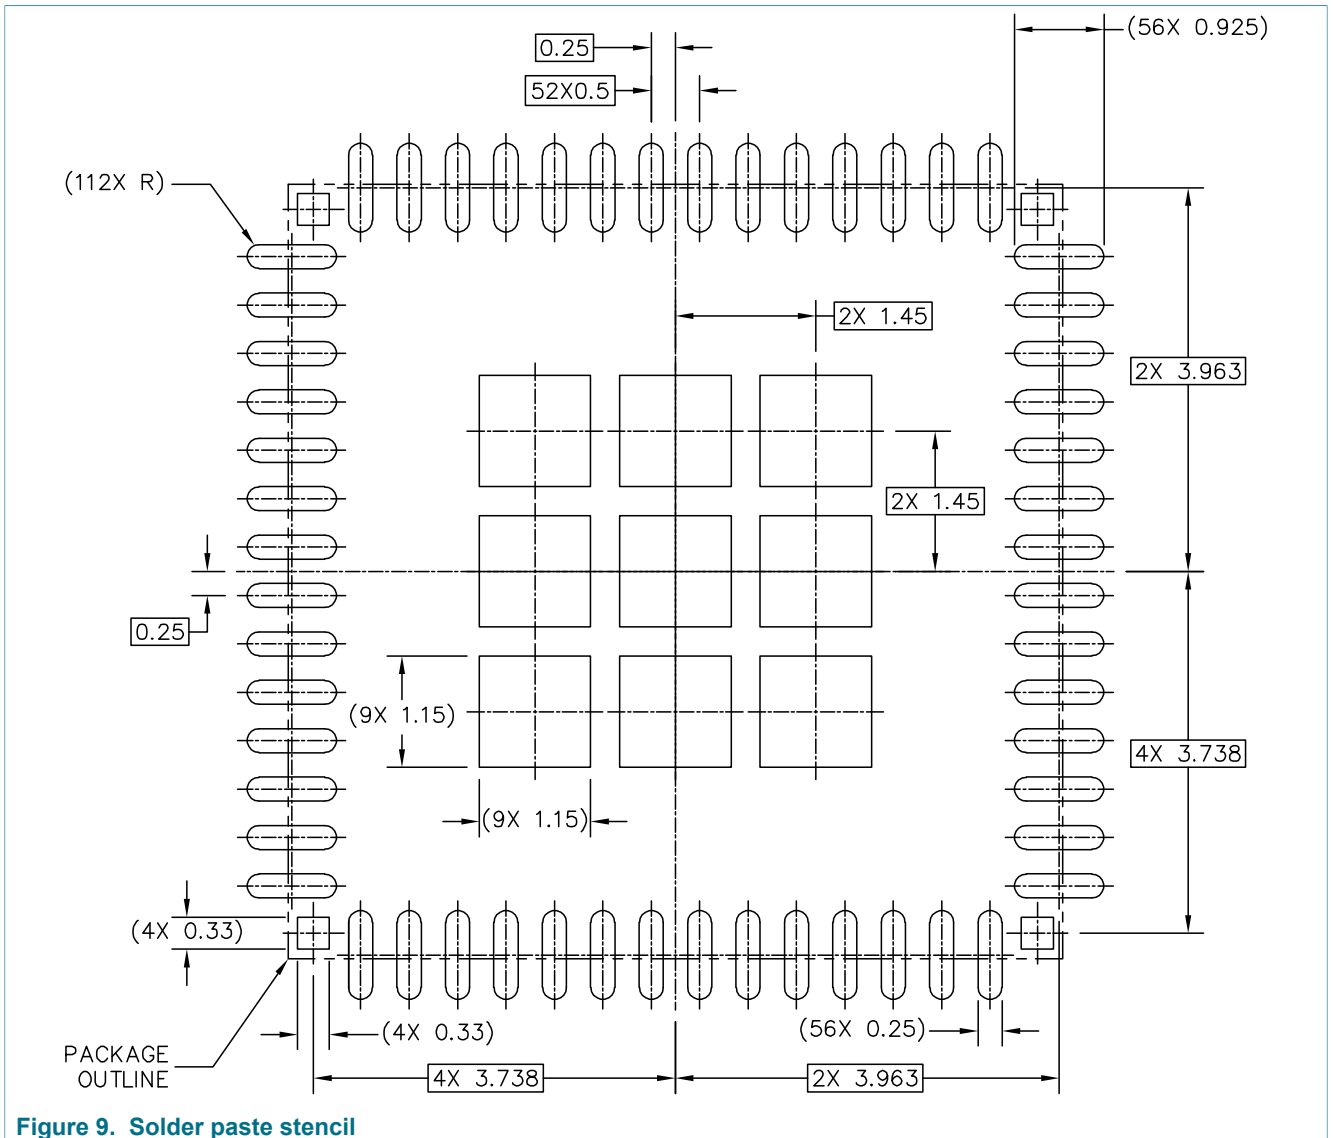 (56X 0.925)
0.25
52X0.5
(112X R)
2X 1.45
2X 3.963
2X 1.45
0.25
(9X 1.15)
4X 3.738
(9X 1.15)
(4X 0.33)
(4X 0.33)
(56X 0.25)
PACKAGE
OUTLINE
4X 3.738
2X 3.963
Figure 9. Solder paste stencil